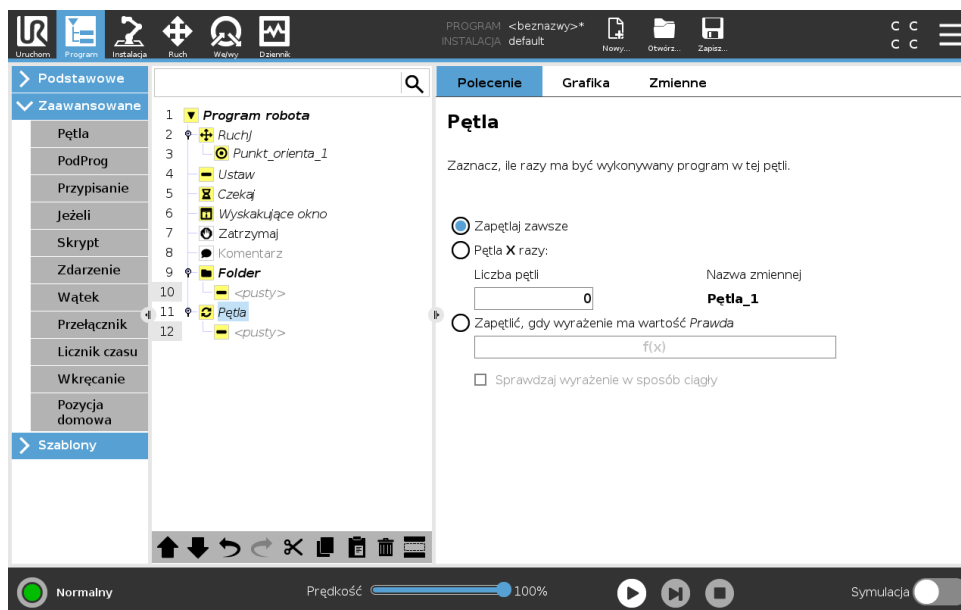 PROGRAM <beznazwy>*
INSTALACJA default
Uruchom Program Instalacja Ruch We/wy Dziennik Nowy... Otwórz... Zapisz...
C C
C C
Podstawowe
Zaawansowane
Pętla
PodProg
Przypisanie
Jeżeli
Skrypt
Zdarzenie
Wątek
Przełącznik
Licznik czasu
Wkręcanie
Pozycja
domowa
Szablony
1 Program robota
2 RuchJ
3 Punkt_orienta_1
4 Ustaw
5 Czekaj
6 Wyskakujące okno
7 Zatrzymaj
8 Komentarz
9 Folder
10 <pusty>
11 Pętla
12 <pusty>
Polecenie Grafika Zmienne
Pętla
Zaznacz, ile razy ma być wykonywany program w tej pętli.
Zapętlaj zawsze
Pętla X razy:
Liczba pętli Nazwa zmiennej
0 Pętla_1
Zapętlić, gdy wyrażenie ma wartość Prawda
f(x)
Sprawdzaj wyrażenie w sposób ciągły
Normalny Prędkość 100% Symulacja